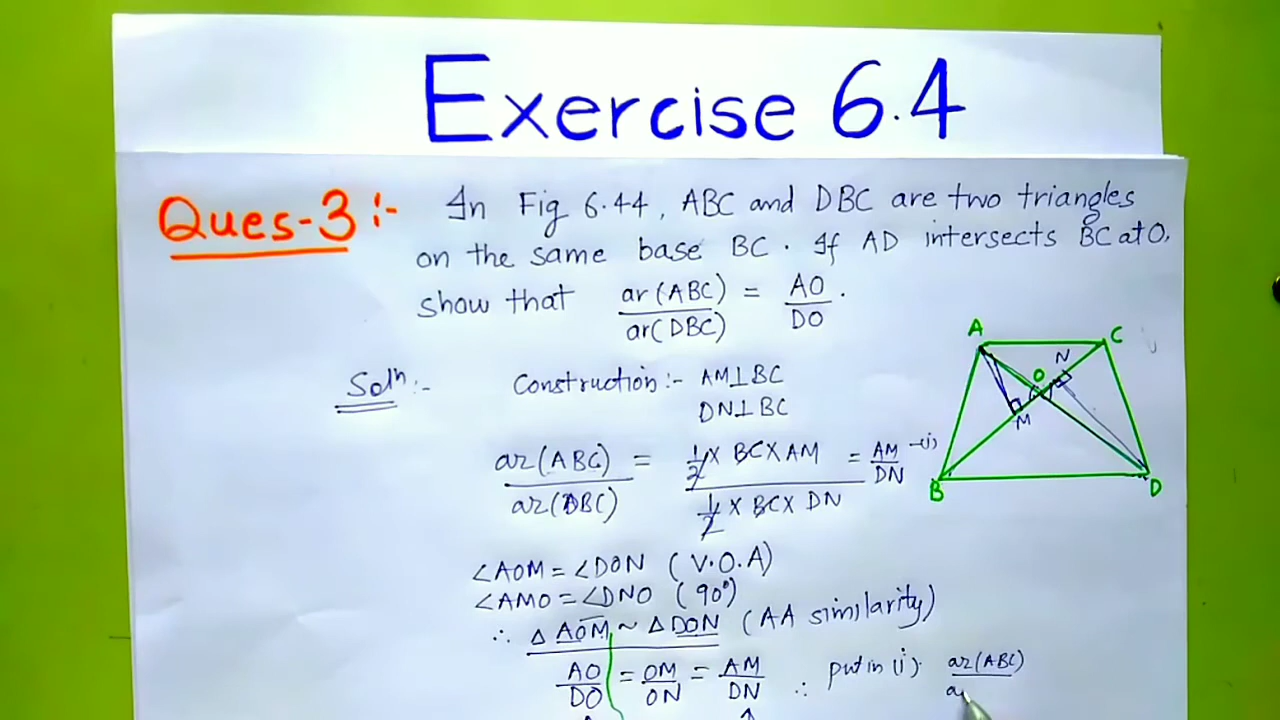 Exercise 6.4
Ques-3:- In Fig 6.44, ABC and DBC are two triangles
on the same base BC. If AD intersects BC at O,
show that ar(ABC)/ar(DBC) = AO/DO.
A C N O M B D
Solⁿ:- Construction:- AM⊥BC
DN⊥BC
ar(ABC)/ar(DBC) = ½ × BC × AM / ½ × BC × DN = AM/DN -(i)
∠AOM = ∠DON (V.O.A)
∠AMO = ∠DNO (90°)
∴ △AOM ~ △DON (AA similarity)
AO/DO = OM/ON = AM/DN ∴ put in (i) ar(ABC)/a